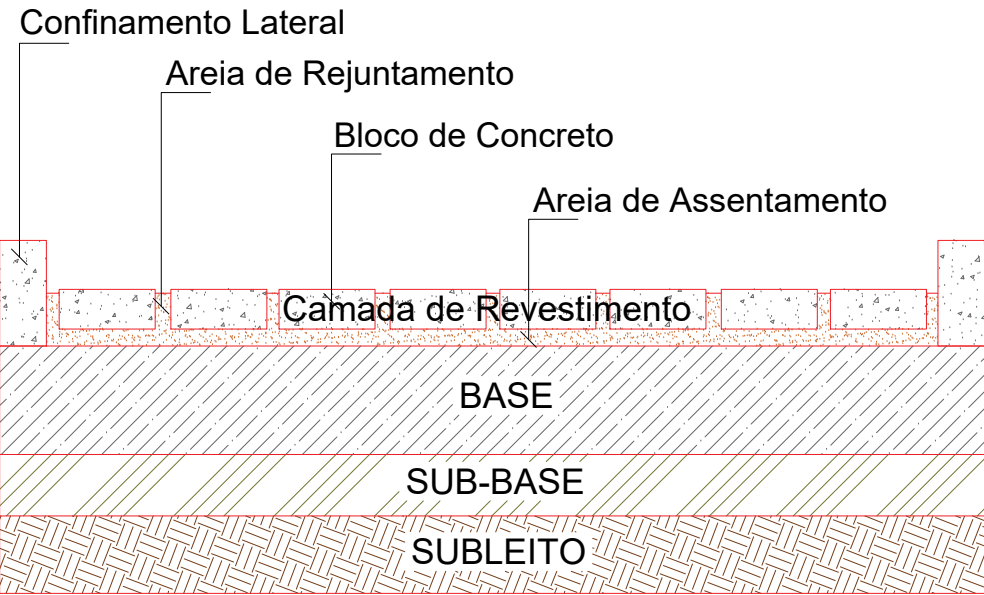 Confinamento Lateral
Areia de Rejuntamento
Bloco de Concreto
Areia de Assentamento
Camada de Revestimento
BASE
SUB-BASE
SUBLEITO